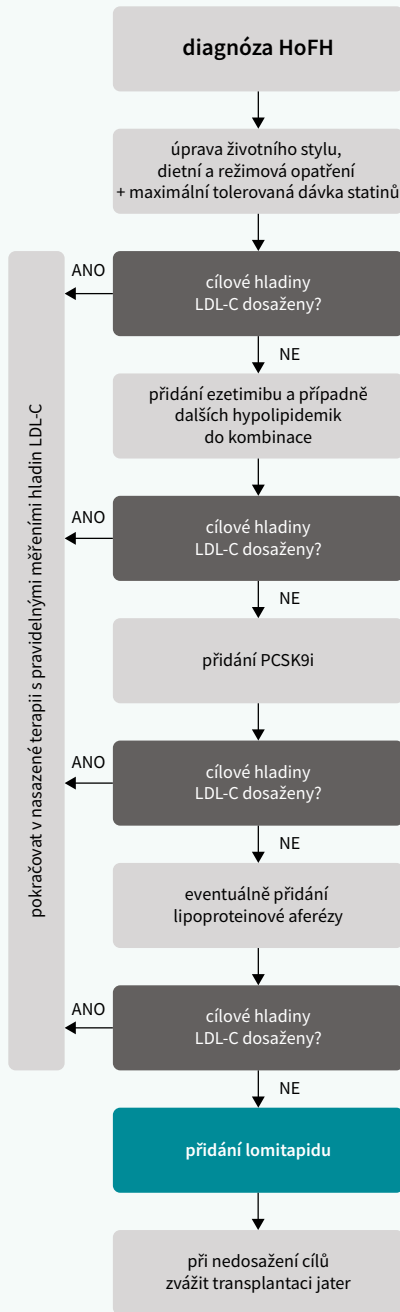 diagnóza HoFH
úprava životního stylu,
dietní a režimová opatření
+ maximální tolerovaná dávka statinů
ANO
cílové hladiny
LDL-C dosaženy?
NE
přidání ezetimibu a případně
dalších hypolipidemik
do kombinace
ANO
cílové hladiny
LDL-C dosaženy?
NE
přidání PCSK9i
ANO
cílové hladiny
LDL-C dosaženy?
NE
eventuálně přidání
lipoproteinové aferézy
ANO
cílové hladiny
LDL-C dosaženy?
NE
pokračovat v nasazené terapii s pravidelnými měřeními hladin LDL-C
přidání lomitapidu
při nedosažení cílů
zvážit transplantaci jater